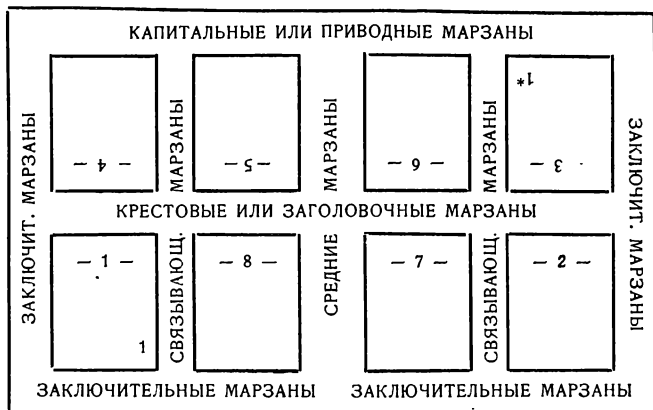 КАПИТАЛЬНЫЕ ИЛИ ПРИВОДНЫЕ МАРЗАНЫ
ЗАКЛЮЧИТ. МАРЗАНЫ
— 4 —
МАРЗАНЫ
— 5 —
МАРЗАНЫ
— 6 —
МАРЗАНЫ
1*
— 3 —
ЗАКЛЮЧИТ. МАРЗАНЫ
КРЕСТОВЫЕ ИЛИ ЗАГОЛОВОЧНЫЕ МАРЗАНЫ
— 1 —
1
СВЯЗЫВАЮЩ.
— 8 —
СРЕДНИЕ
— 7 —
СВЯЗЫВАЮЩ.
— 2 —
ЗАКЛЮЧИТЕЛЬНЫЕ МАРЗАНЫ
ЗАКЛЮЧИТЕЛЬНЫЕ МАРЗАНЫ